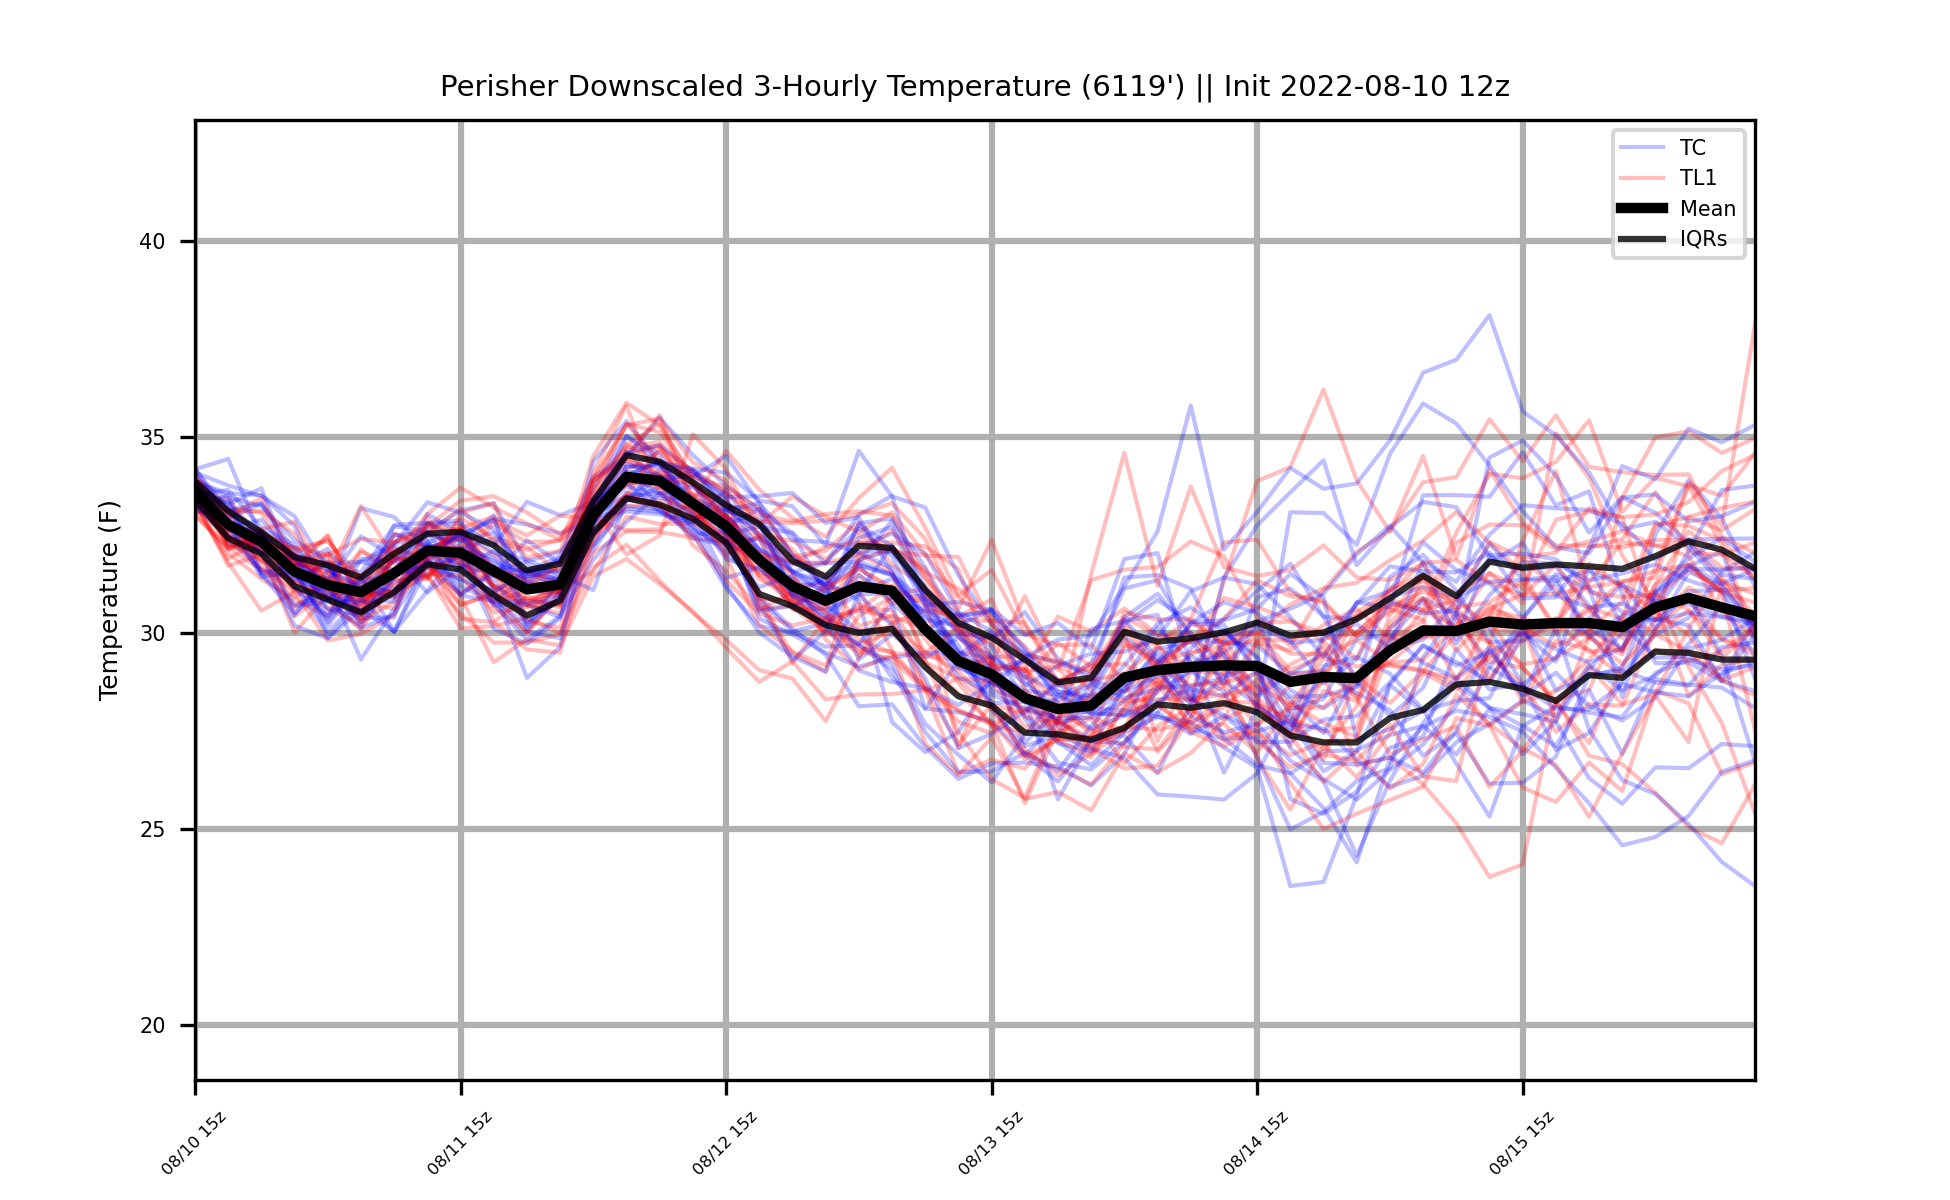 Perisher Downscaled 3-Hourly Temperature (6119') || Init 2022-08-10 12z
TC
TL1
Mean
IQRs
Temperature (F)
40
35
30
25
20
08/10 15z
08/11 15z
08/12 15z
08/13 15z
08/14 15z
08/15 15z